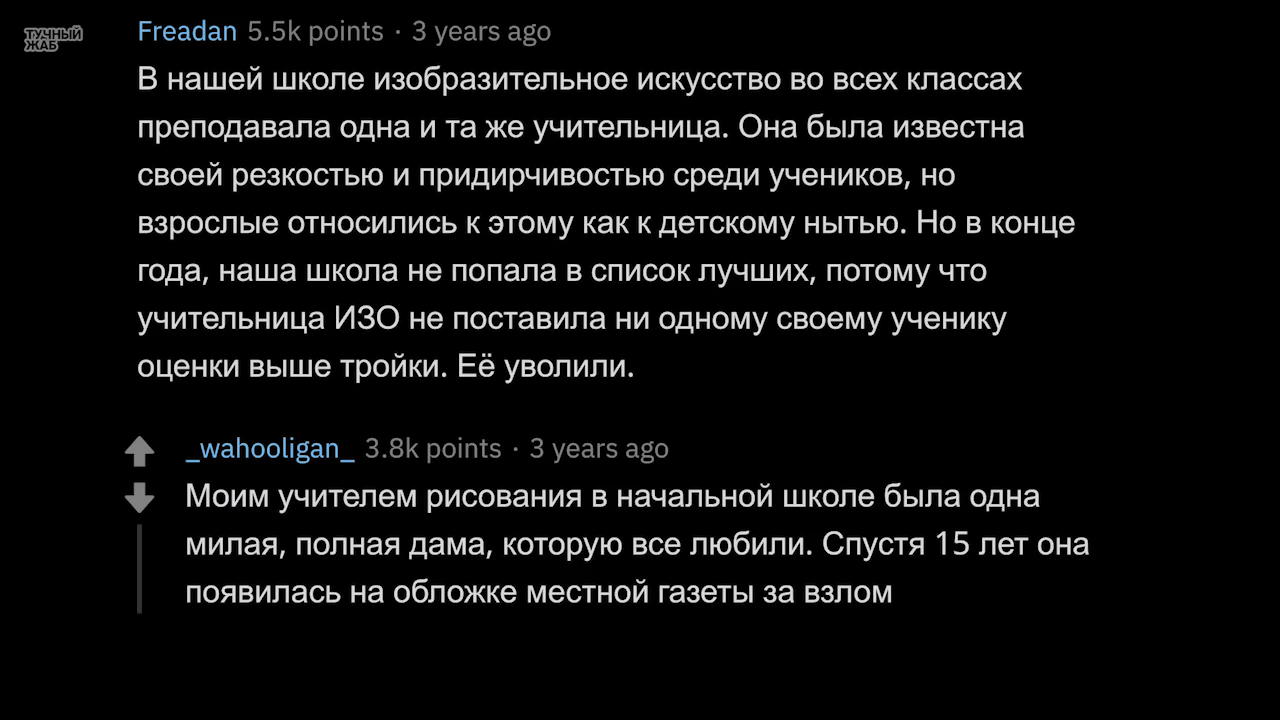 ТУЧНЫЙ
ЖАБ
Freadan 5.5k points · 3 years ago
В нашей школе изобразительное искусство во всех классах
преподавала одна и та же учительница. Она была известна
своей резкостью и придирчивостью среди учеников, но
взрослые относились к этому как к детскому нытью. Но в конце
года, наша школа не попала в список лучших, потому что
учительница ИЗО не поставила ни одному своему ученику
оценки выше тройки. Её уволили.
_wahooligan_ 3.8k points · 3 years ago
Моим учителем рисования в начальной школе была одна
милая, полная дама, которую все любили. Спустя 15 лет она
появилась на обложке местной газеты за взлом